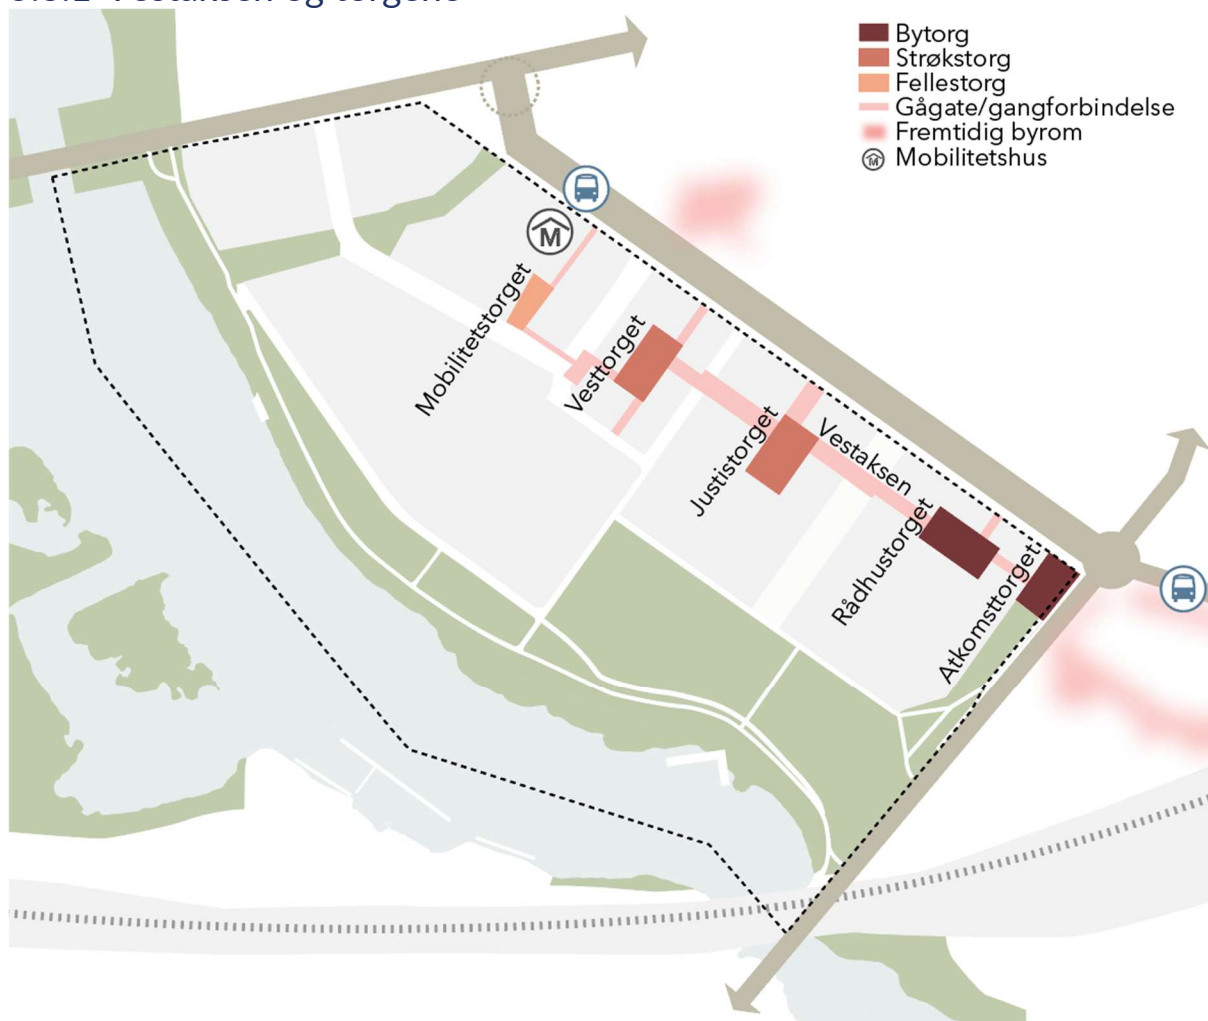 Bytorg
Strøkstorg
Fellestorg
Gågate/gangforbindelse
Fremtidig byrom
M Mobilitetshus
M
Mobilitetstorget
Vesttorget
Justistorget
Vestaksen
Rådhustorget
Atkomsttorget